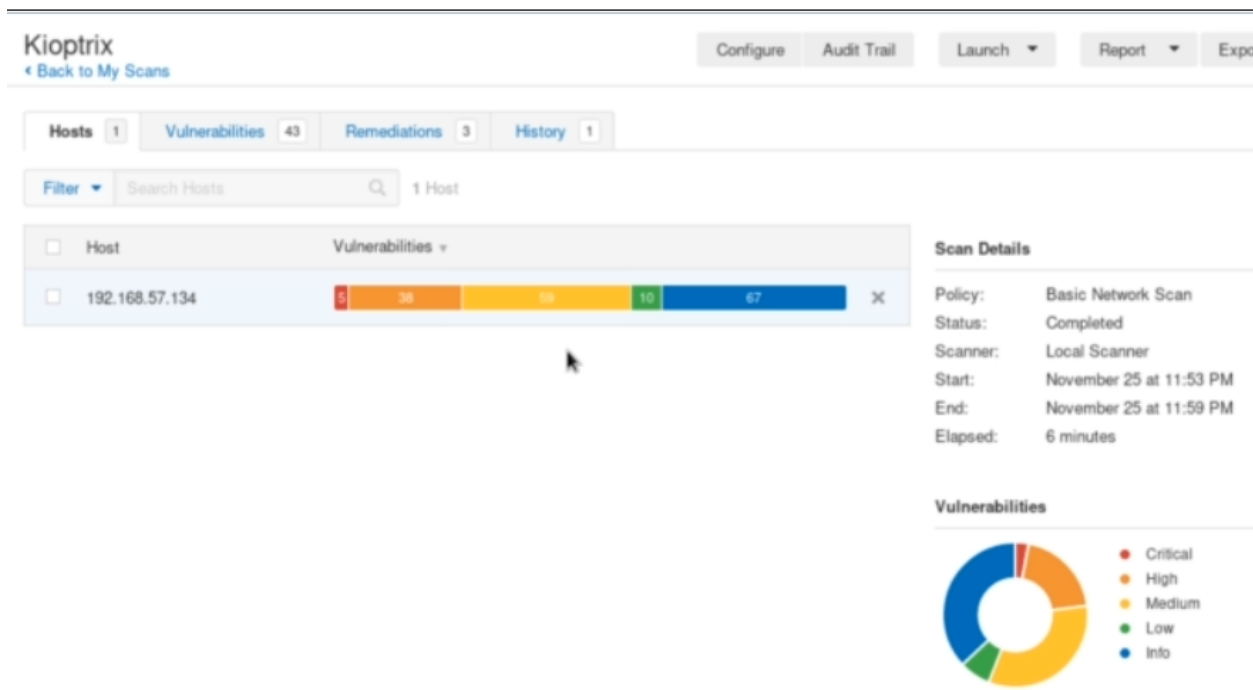 Kioptrix
Configure Audit Trail Launch Report Expo
Back to My Scans
Hosts 1 Vulnerabilities 43 Remediations 3 History 1
Filter Search Hosts 1 Host
Host Vulnerabilities
192.168.57.134 5 38 59 10 67
Scan Details
Policy: Basic Network Scan
Status: Completed
Scanner: Local Scanner
Start: November 25 at 11:53 PM
End: November 25 at 11:59 PM
Elapsed: 6 minutes
Vulnerabilities
Critical
High
Medium
Low
Info